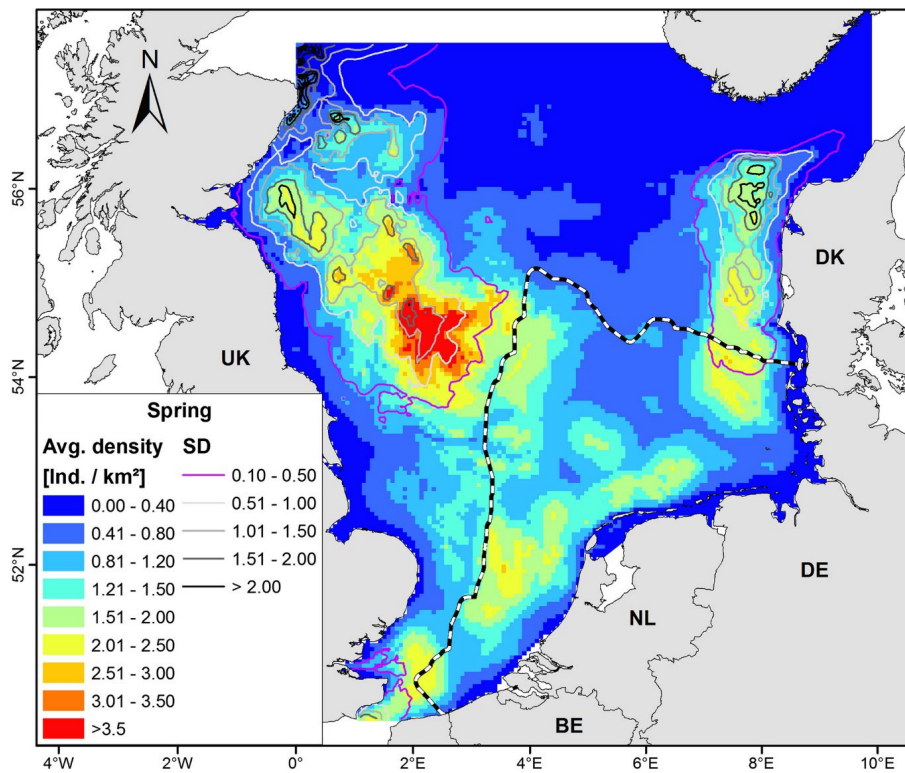 N
56°N
DK
UK
54°N
Spring
Avg. density SD
[Ind. / km²]
0.00 - 0.40
0.41 - 0.80
0.81 - 1.20
1.21 - 1.50
1.51 - 2.00
2.01 - 2.50
2.51 - 3.00
3.01 - 3.50
>3.5
0.10 - 0.50
0.51 - 1.00
1.01 - 1.50
1.51 - 2.00
> 2.00
52°N
DE
NL
BE
4°W 2°W 0° 2°E 4°E 6°E 8°E 10°E